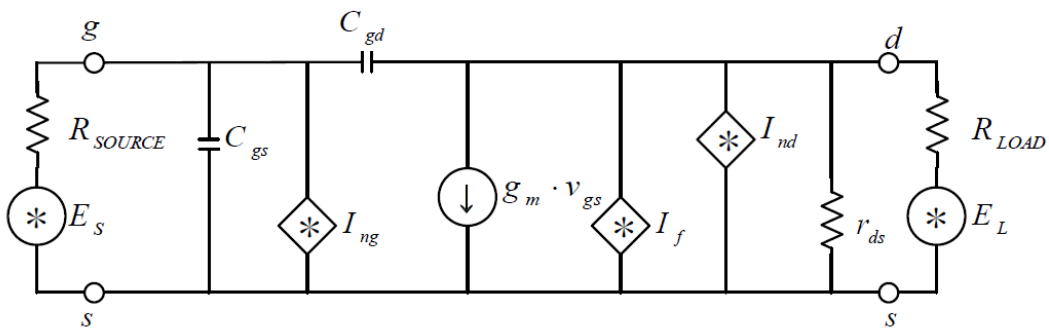 g
C_gd
d
R_SOURCE
C_gs
I_nd
R_LOAD
g_m · v_gs
E_s
* I_ng
* I_f
r_ds
E_L
s
s